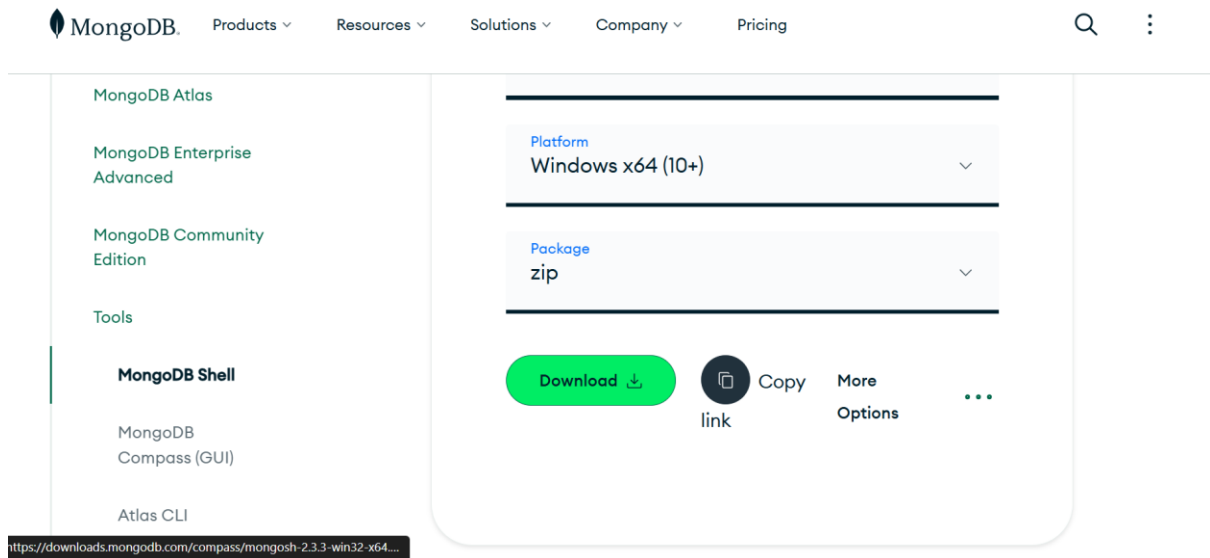 MongoDB. Products Resources Solutions Company Pricing
MongoDB Atlas
MongoDB Enterprise
Advanced
MongoDB Community
Edition
Tools
MongoDB Shell
MongoDB
Compass (GUI)
Atlas CLI
Platform
Windows x64 (10+)
Package
zip
Download
Copy
link
More
Options
https://downloads.mongodb.com/compass/mongosh-2.3.3-win32-x64....